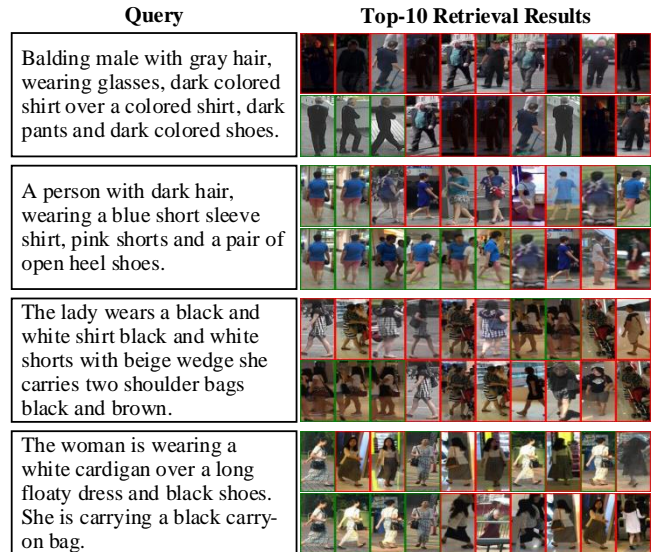 Query
Top-10 Retrieval Results
Balding male with gray hair,
wearing glasses, dark colored
shirt over a colored shirt, dark
pants and dark colored shoes.
A person with dark hair,
wearing a blue short sleeve
shirt, pink shorts and a pair of
open heel shoes.
The lady wears a black and
white shirt black and white
shorts with beige wedge she
carries two shoulder bags
black and brown.
The woman is wearing a
white cardigan over a long
floaty dress and black shoes.
She is carrying a black carry-
on bag.